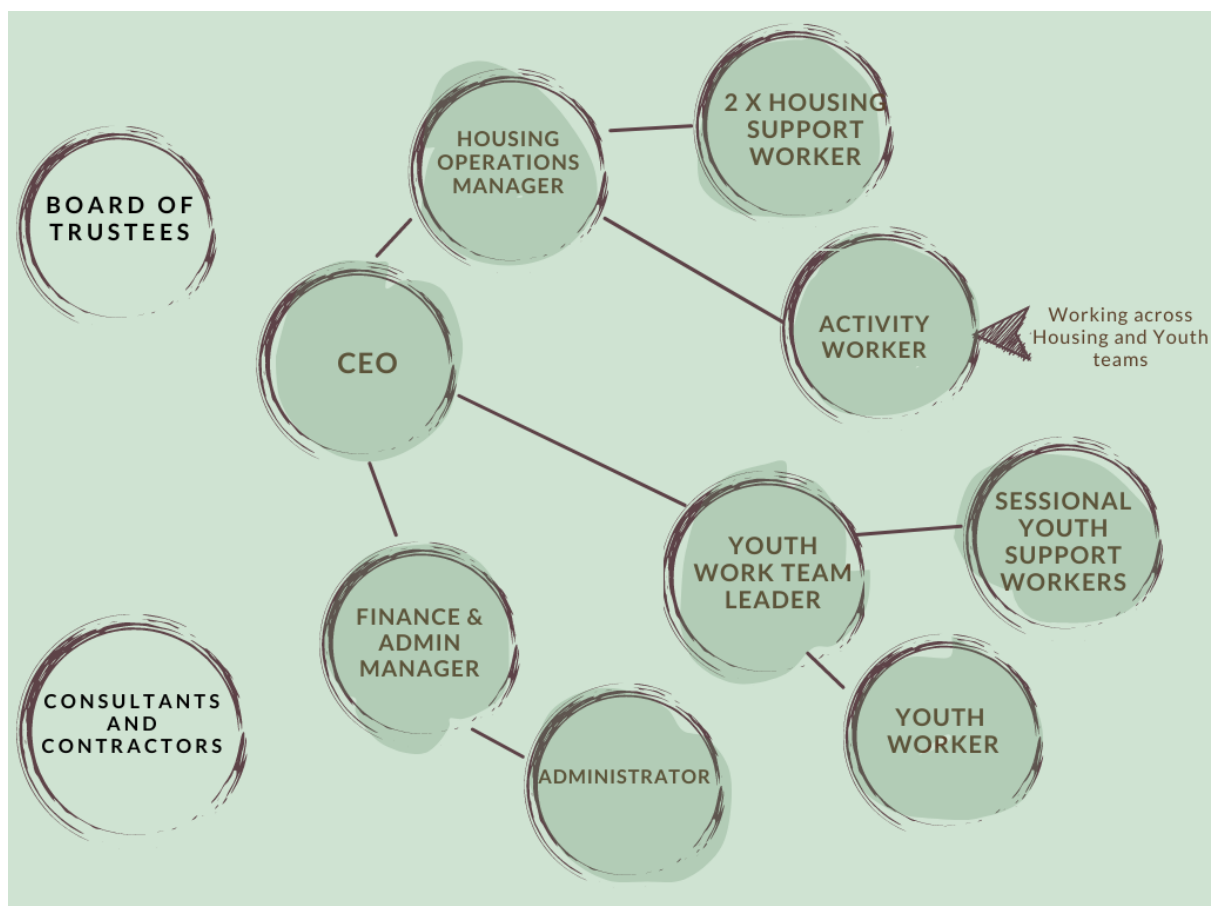 BOARD OF
TRUSTEES
HOUSING
OPERATIONS
MANAGER
2 X HOUSING
SUPPORT
WORKER
CEO
ACTIVITY
WORKER
Working across
Housing and Youth
teams
YOUTH
WORK TEAM
LEADER
SESSIONAL
YOUTH
SUPPORT
WORKERS
FINANCE &
ADMIN
MANAGER
YOUTH
WORKER
CONSULTANTS
AND
CONTRACTORS
ADMINISTRATOR